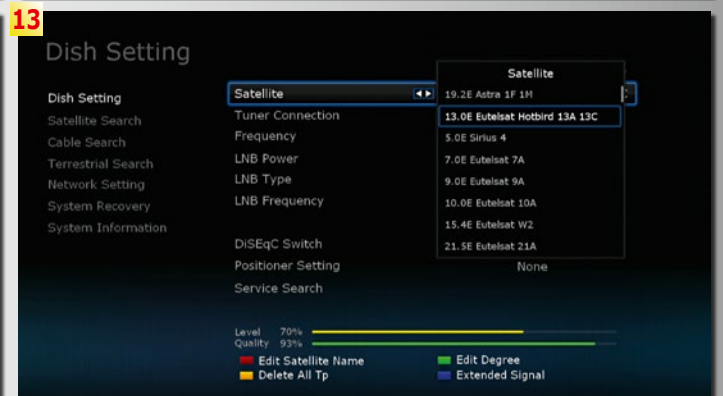 13
Dish Setting
Dish Setting
Satellite Search
Cable Search
Terrestrial Search
Network Setting
System Recovery
System Information
Satellite
Tuner Connection
Frequency
LNB Power
LNB Type
LNB Frequency
DiSEqC Switch
Positioner Setting
None
Service Search
Satellite
19.2E Astra 1F 1M
13.0E Eutelsat Hotbird 13A 13C
5.0E Sirius 4
7.0E Eutelsat 7A
9.0E Eutelsat 9A
10.0E Eutelsat 10A
15.4E Eutelsat W2
21.5E Eutelsat 21A
Level 70%
Quality 93%
Edit Satellite Name
Edit Degree
Delete All Tp
Extended Signal